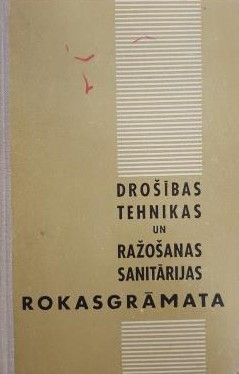 DROŠĪBAS
TEHNIKAS
UN
RAŽOŠANAS
SANITĀRIJAS
ROKASGRĀMATA